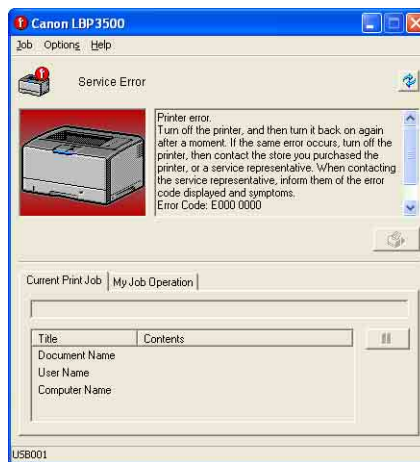 Canon LBP3500
Job Options Help
Service Error
Printer error.
Turn off the printer, and then turn it back on again
after a moment. If the same error occurs, turn off the
printer, then contact the store you purchased the
printer, or a service representative. When contacting
the service representative, inform them of the error
code displayed and symptoms.
Error Code: E000 0000
Current Print Job My Job Operation
Title Contents
Document Name
User Name
Computer Name
USB001